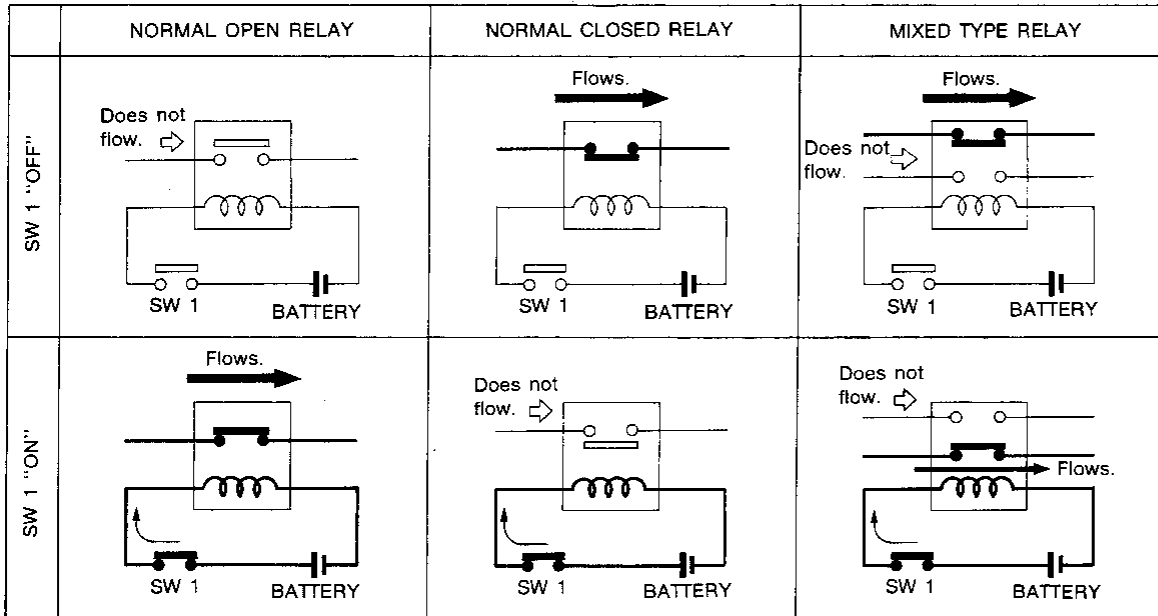 NORMAL OPEN RELAY
NORMAL CLOSED RELAY
MIXED TYPE RELAY
SW 1 "OFF"
Does not
flow.
SW 1
BATTERY
Flows.
SW 1
BATTERY
Flows.
Does not
flow.
SW 1
BATTERY
SW 1 "ON"
Flows.
SW 1
BATTERY
Does not
flow.
SW 1
BATTERY
Does not
flow.
Flows.
SW 1
BATTERY